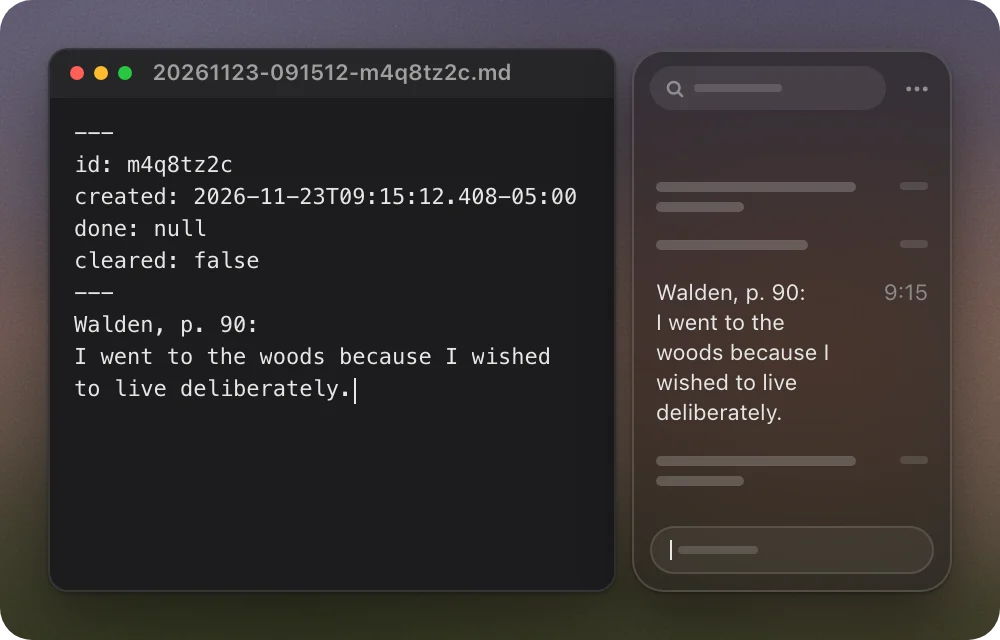 20261123-091512-m4q8tz2c.md
---
id: m4q8tz2c
created: 2026-11-23T09:15:12.408-05:00
done: null
cleared: false
---
Walden, p. 90:
I went to the woods because I wished
to live deliberately.
Walden, p. 90:
9:15
I went to the
woods because I
wished to live
deliberately.